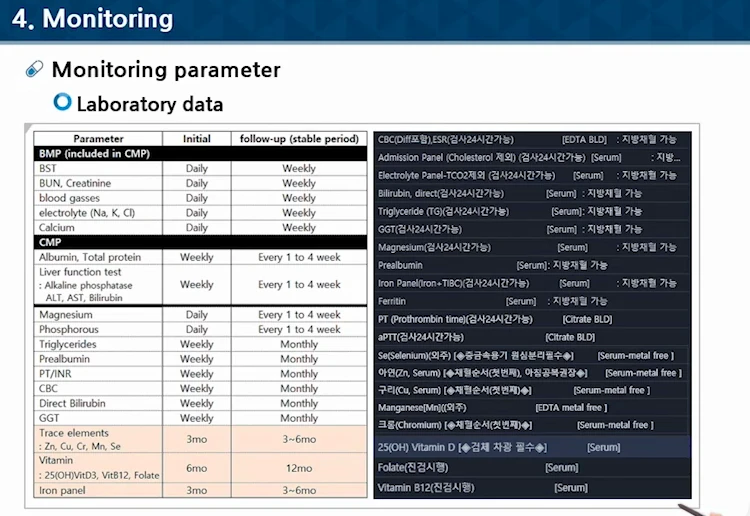 4. Monitoring
Monitoring parameter
Laboratory data
Parameter Initial follow-up (stable period)
BMP (included in CMP)
BST Daily Weekly
BUN, Creatinine Daily Weekly
blood gasses Daily Weekly
electrolyte (Na, K, Cl) Daily Weekly
Calcium Daily Weekly
CMP
Albumin, Total protein Weekly Every 1 to 4 week
Liver function test
: Alkaline phosphatase Weekly Every 1 to 4 week
ALT, AST, Bilirubin
Magnesium Daily Every 1 to 4 week
Phosphorous Daily Every 1 to 4 week
Triglycerides Weekly Monthly
Prealbumin Weekly Monthly
PT/INR Weekly Monthly
CBC Weekly Monthly
Direct Bilirubin Weekly Monthly
GGT Weekly Monthly
Trace elements
: Zn, Cu, Cr, Mn, Se 3mo 3~6mo
Vitamin
: 25(OH)VitD3, VitB12, Folate 6mo 12mo
Iron panel 3mo 3~6mo
CBC(Diff포함),ESR(검사24시간가능) [EDTA BLD] : 지방채혈 가능
Admission Panel (Cholesterol 제외) (검사24시간가능) [Serum] : 지방...
Electrolyte Panel-TCO2제외 (검사24시간가능) [Serum] : 지방채혈 가능
Bilirubin, direct(검사24시간가능) [Serum] : 지방채혈 가능
Triglyceride (TG)(검사24시간가능) [Serum]: 지방채혈 가능
GGT(검사24시간가능) [Serum] : 지방채혈 가능
Magnesium(검사24시간가능) [Serum] : 지방채혈 가능
Prealbumin [Serum]: 지방채혈 가능
Iron Panel(Iron+TIBC)(검사24시간가능) [Serum] : 지방채혈 가능
Ferritin [Serum] : 지방채혈 가능
PT (Prothrombin time)(검사24시간가능) [Citrate BLD]
aPTT(검사24시간가능) [Citrate BLD]
Se(Selenium)(외주) [◈중금속용기 원심분리필수◈] [Serum-metal free ]
아연(Zn, Serum) [◈채혈순서(첫번째), 아침공복권장◈] [Serum-metal free ]
구리(Cu, Serum) [◈채혈순서(첫번째)◈] [Serum-metal free ]
Manganese[Mn]((외주) [EDTA metal free ]
크롬(Chromium) [◈채혈순서(첫번째)◈] [Serum-metal free ]
25(OH) Vitamin D [◈검체 차광 필수◈] [Serum]
Folate(진검시행) [Serum]
Vitamin B12(진검시행) [Serum]